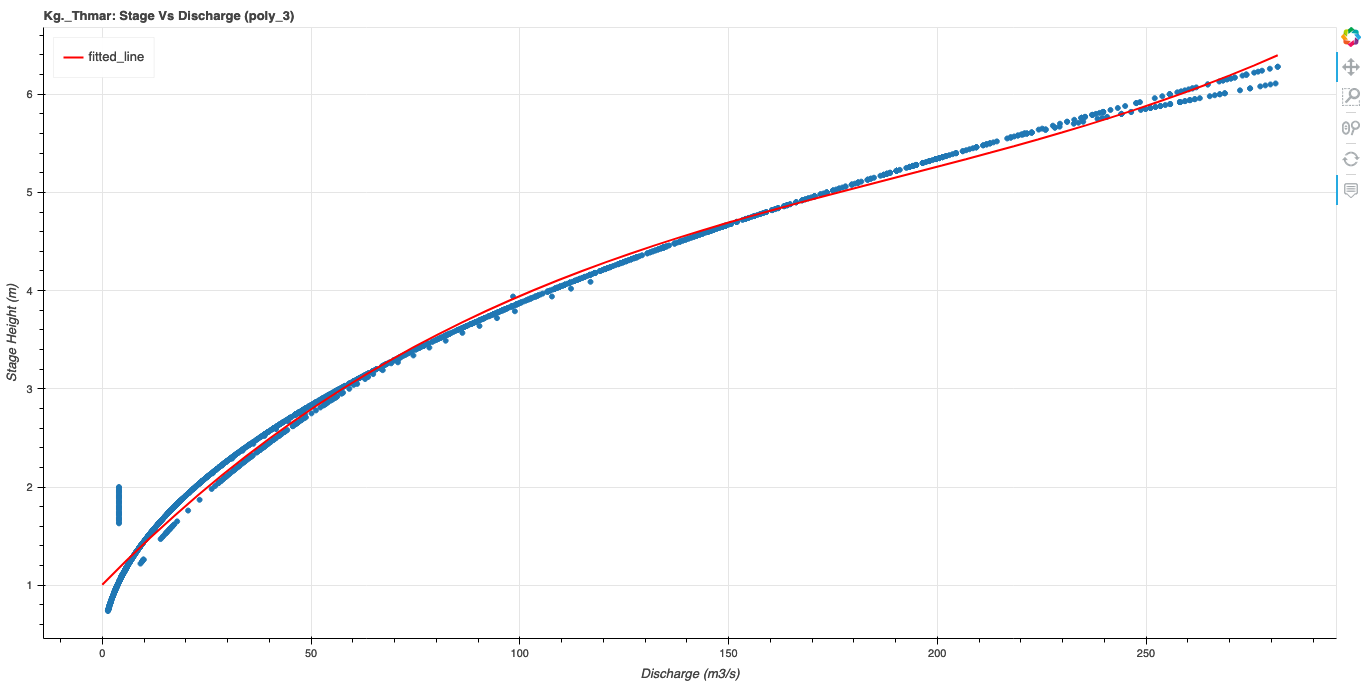 Kg._Thmar: Stage Vs Discharge (poly_3)
fitted_line
6
5
4
3
2
1
Stage Height (m)
0 50 100 150 200 250
Discharge (m3/s)